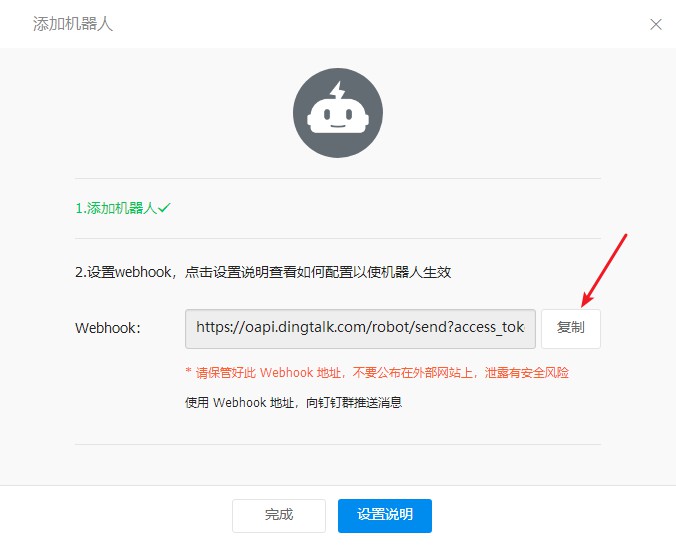 添加机器人
1.添加机器人
2.设置webhook，点击设置说明查看如何配置以使机器人生效
Webhook：
https://oapi.dingtalk.com/robot/send?access_tok
复制
* 请保管好此 Webhook 地址，不要公布在外部网站上，泄露有安全风险
使用 Webhook 地址，向钉钉群推送消息
完成
设置说明